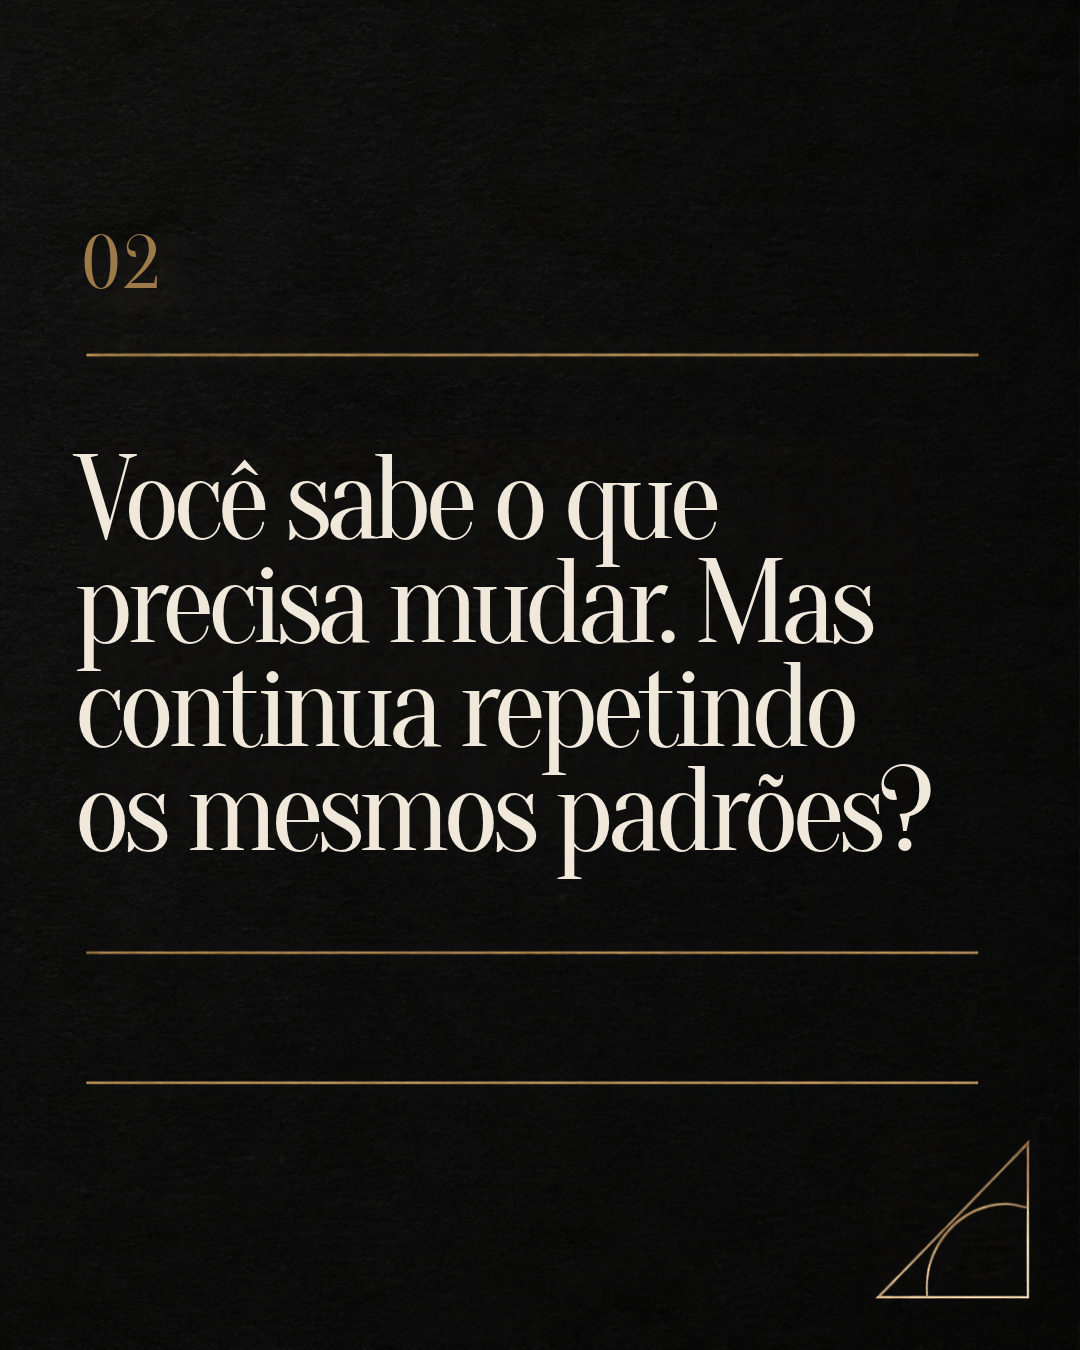 02
Você sabe o que
precisa mudar. Mas
continua repetindo
os mesmos padrões?